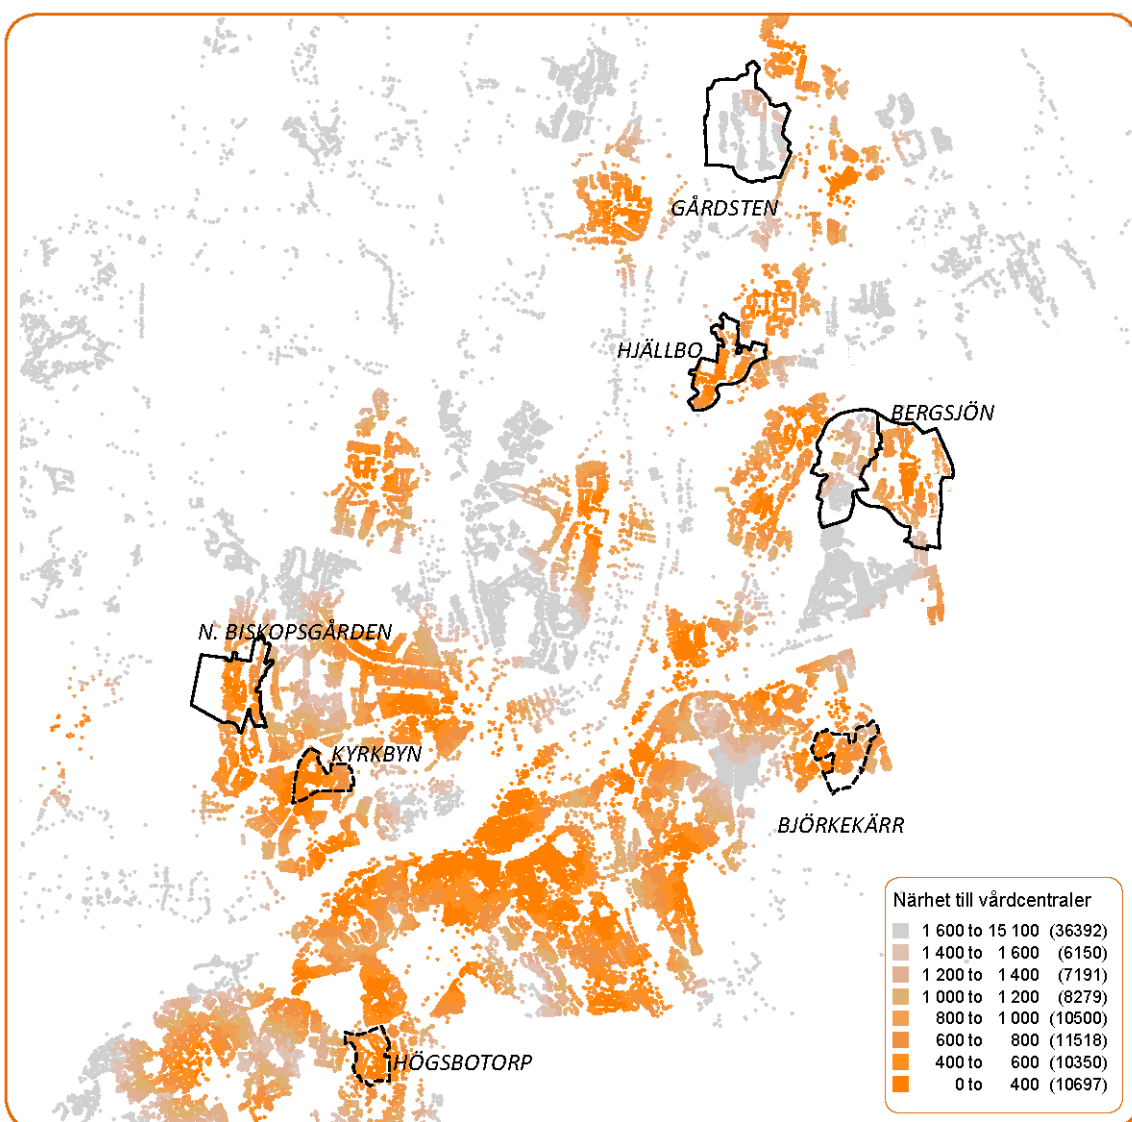 GÅRDSTEN
HJÄLLBO
BERGSJÖN
N. BISKOPSGÅRDEN
KYRKBYN
BJÖRKEKÄRR
HÖGSBOTORP
Närhet till vårdcentraler
1 600 to 15 100 (36392)
1 400 to 1 600 (6150)
1 200 to 1 400 (7191)
1 000 to 1 200 (8279)
800 to 1 000 (10500)
600 to 800 (11518)
400 to 600 (10350)
0 to 400 (10697)